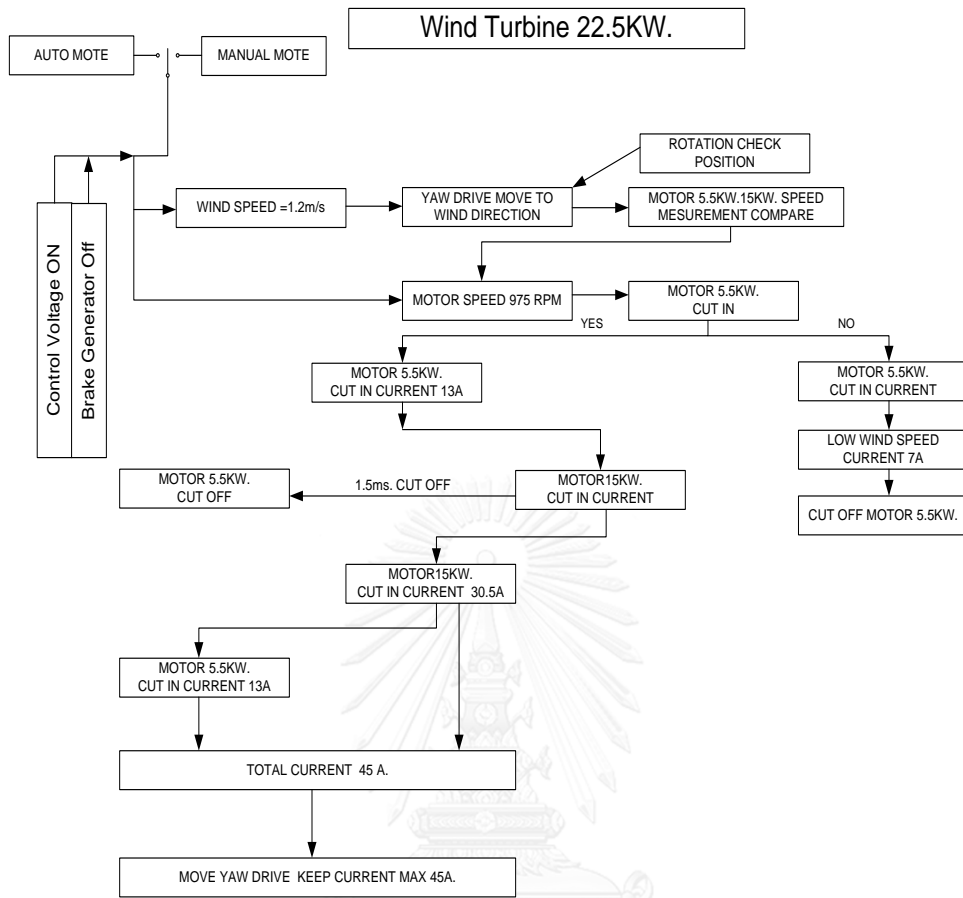 Wind Turbine 22.5KW.
AUTO MOTE
MANUAL MOTE
ROTATION CHECK
POSITION
WIND SPEED =1.2m/s
YAW DRIVE MOVE TO
WIND DIRECTION
MOTOR 5.5KW.15KW. SPEED
MESUREMENT COMPARE
Control Voltage ON
Brake Generator Off
MOTOR SPEED 975 RPM
MOTOR 5.5KW.
CUT IN
YES
NO
MOTOR 5.5KW.
CUT IN CURRENT 13A
MOTOR 5.5KW.
CUT IN CURRENT
LOW WIND SPEED
CURRENT 7A
MOTOR 5.5KW.
CUT OFF
1.5ms. CUT OFF
MOTOR15KW.
CUT IN CURRENT
CUT OFF MOTOR 5.5KW.
MOTOR15KW.
CUT IN CURRENT 30.5A
MOTOR 5.5KW.
CUT IN CURRENT 13A
TOTAL CURRENT 45 A.
MOVE YAW DRIVE KEEP CURRENT MAX 45A.